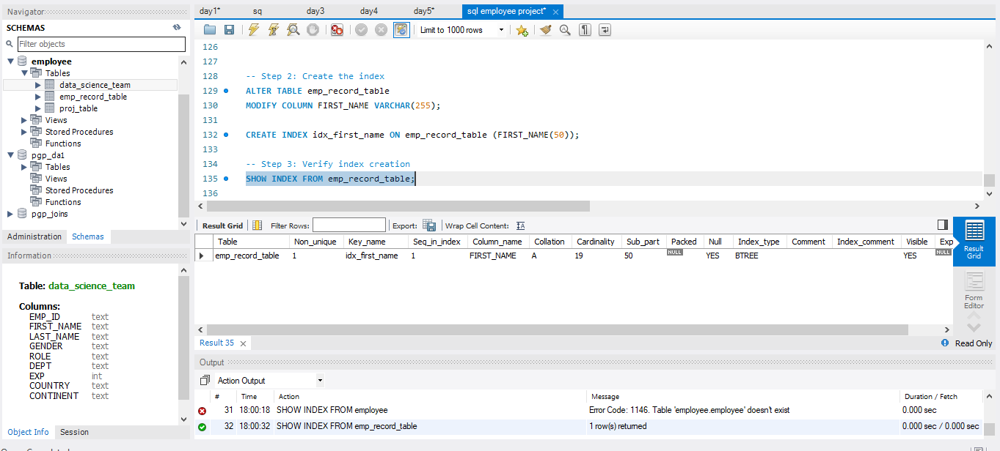 Navigator
SCHEMAS
Filter objects
employee
Tables
data_science_team
emp_record_table
proj_table
Views
Stored Procedures
Functions
pgp_da1
Tables
Views
Stored Procedures
Functions
pgp_joins
Administration Schemas
Information
Table: data_science_team
Columns:
EMP_ID text
FIRST_NAME text
LAST_NAME text
GENDER text
ROLE text
DEPT text
EXP int
COUNTRY text
CONTINENT text
Object Info Session
day1* sq day3 day4 day5* sql employee project*
Limit to 1000 rows
126
127
128 -- Step 2: Create the index
129 ALTER TABLE emp_record_table
130 MODIFY COLUMN FIRST_NAME VARCHAR(255);
131
132 CREATE INDEX idx_first_name ON emp_record_table (FIRST_NAME(50));
133
134 -- Step 3: Verify index creation
135 SHOW INDEX FROM emp_record_table;
136
Result Grid Filter Rows: Export: Wrap Cell Content:
Table Non_unique Key_name Seq_in_index Column_name Collation Cardinality Sub_part Packed Null Index_type Comment Index_comment Visible Exp
emp_record_table 1 idx_first_name 1 FIRST_NAME A 19 50 NULL YES BTREE YES NULL
Result
Grid
Form
Editor
Result 35
Read Only
Output
Action Output
# Time Action Message Duration / Fetch
31 18:00:18 SHOW INDEX FROM employee Error Code: 1146. Table 'employee.employee' doesn't exist 0.000 sec
32 18:00:32 SHOW INDEX FROM emp_record_table 1 row(s) returned 0.000 sec / 0.000 sec